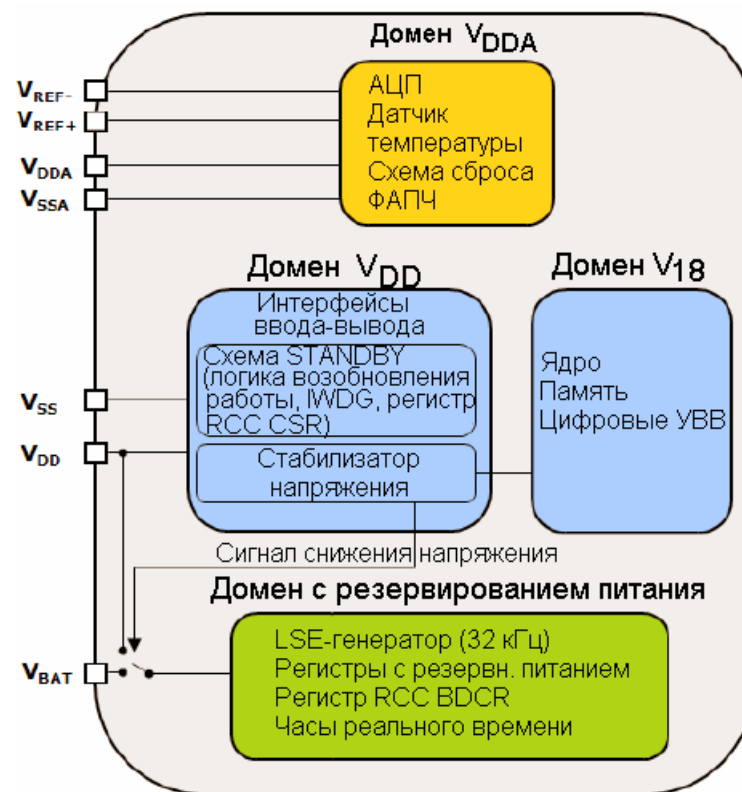 Домен VDDA
VREF-
VREF+
VDDA
VSSA
АЦП
Датчик
температуры
Схема сброса
ФАПЧ
Домен VDD
Интерфейсы
ввода-вывода
Схема STANDBY
(логика возобновления
работы, IWDG, регистр
RCC CSR)
Стабилизатор
напряжения
Домен V18
Ядро
Память
Цифровые УВВ
VSS
VDD
Сигнал снижения напряжения
Домен с резервированием питания
VBAT
LSE-генератор (32 кГц)
Регистры с резервн. питанием
Регистр RCC BDCR
Часы реального времени